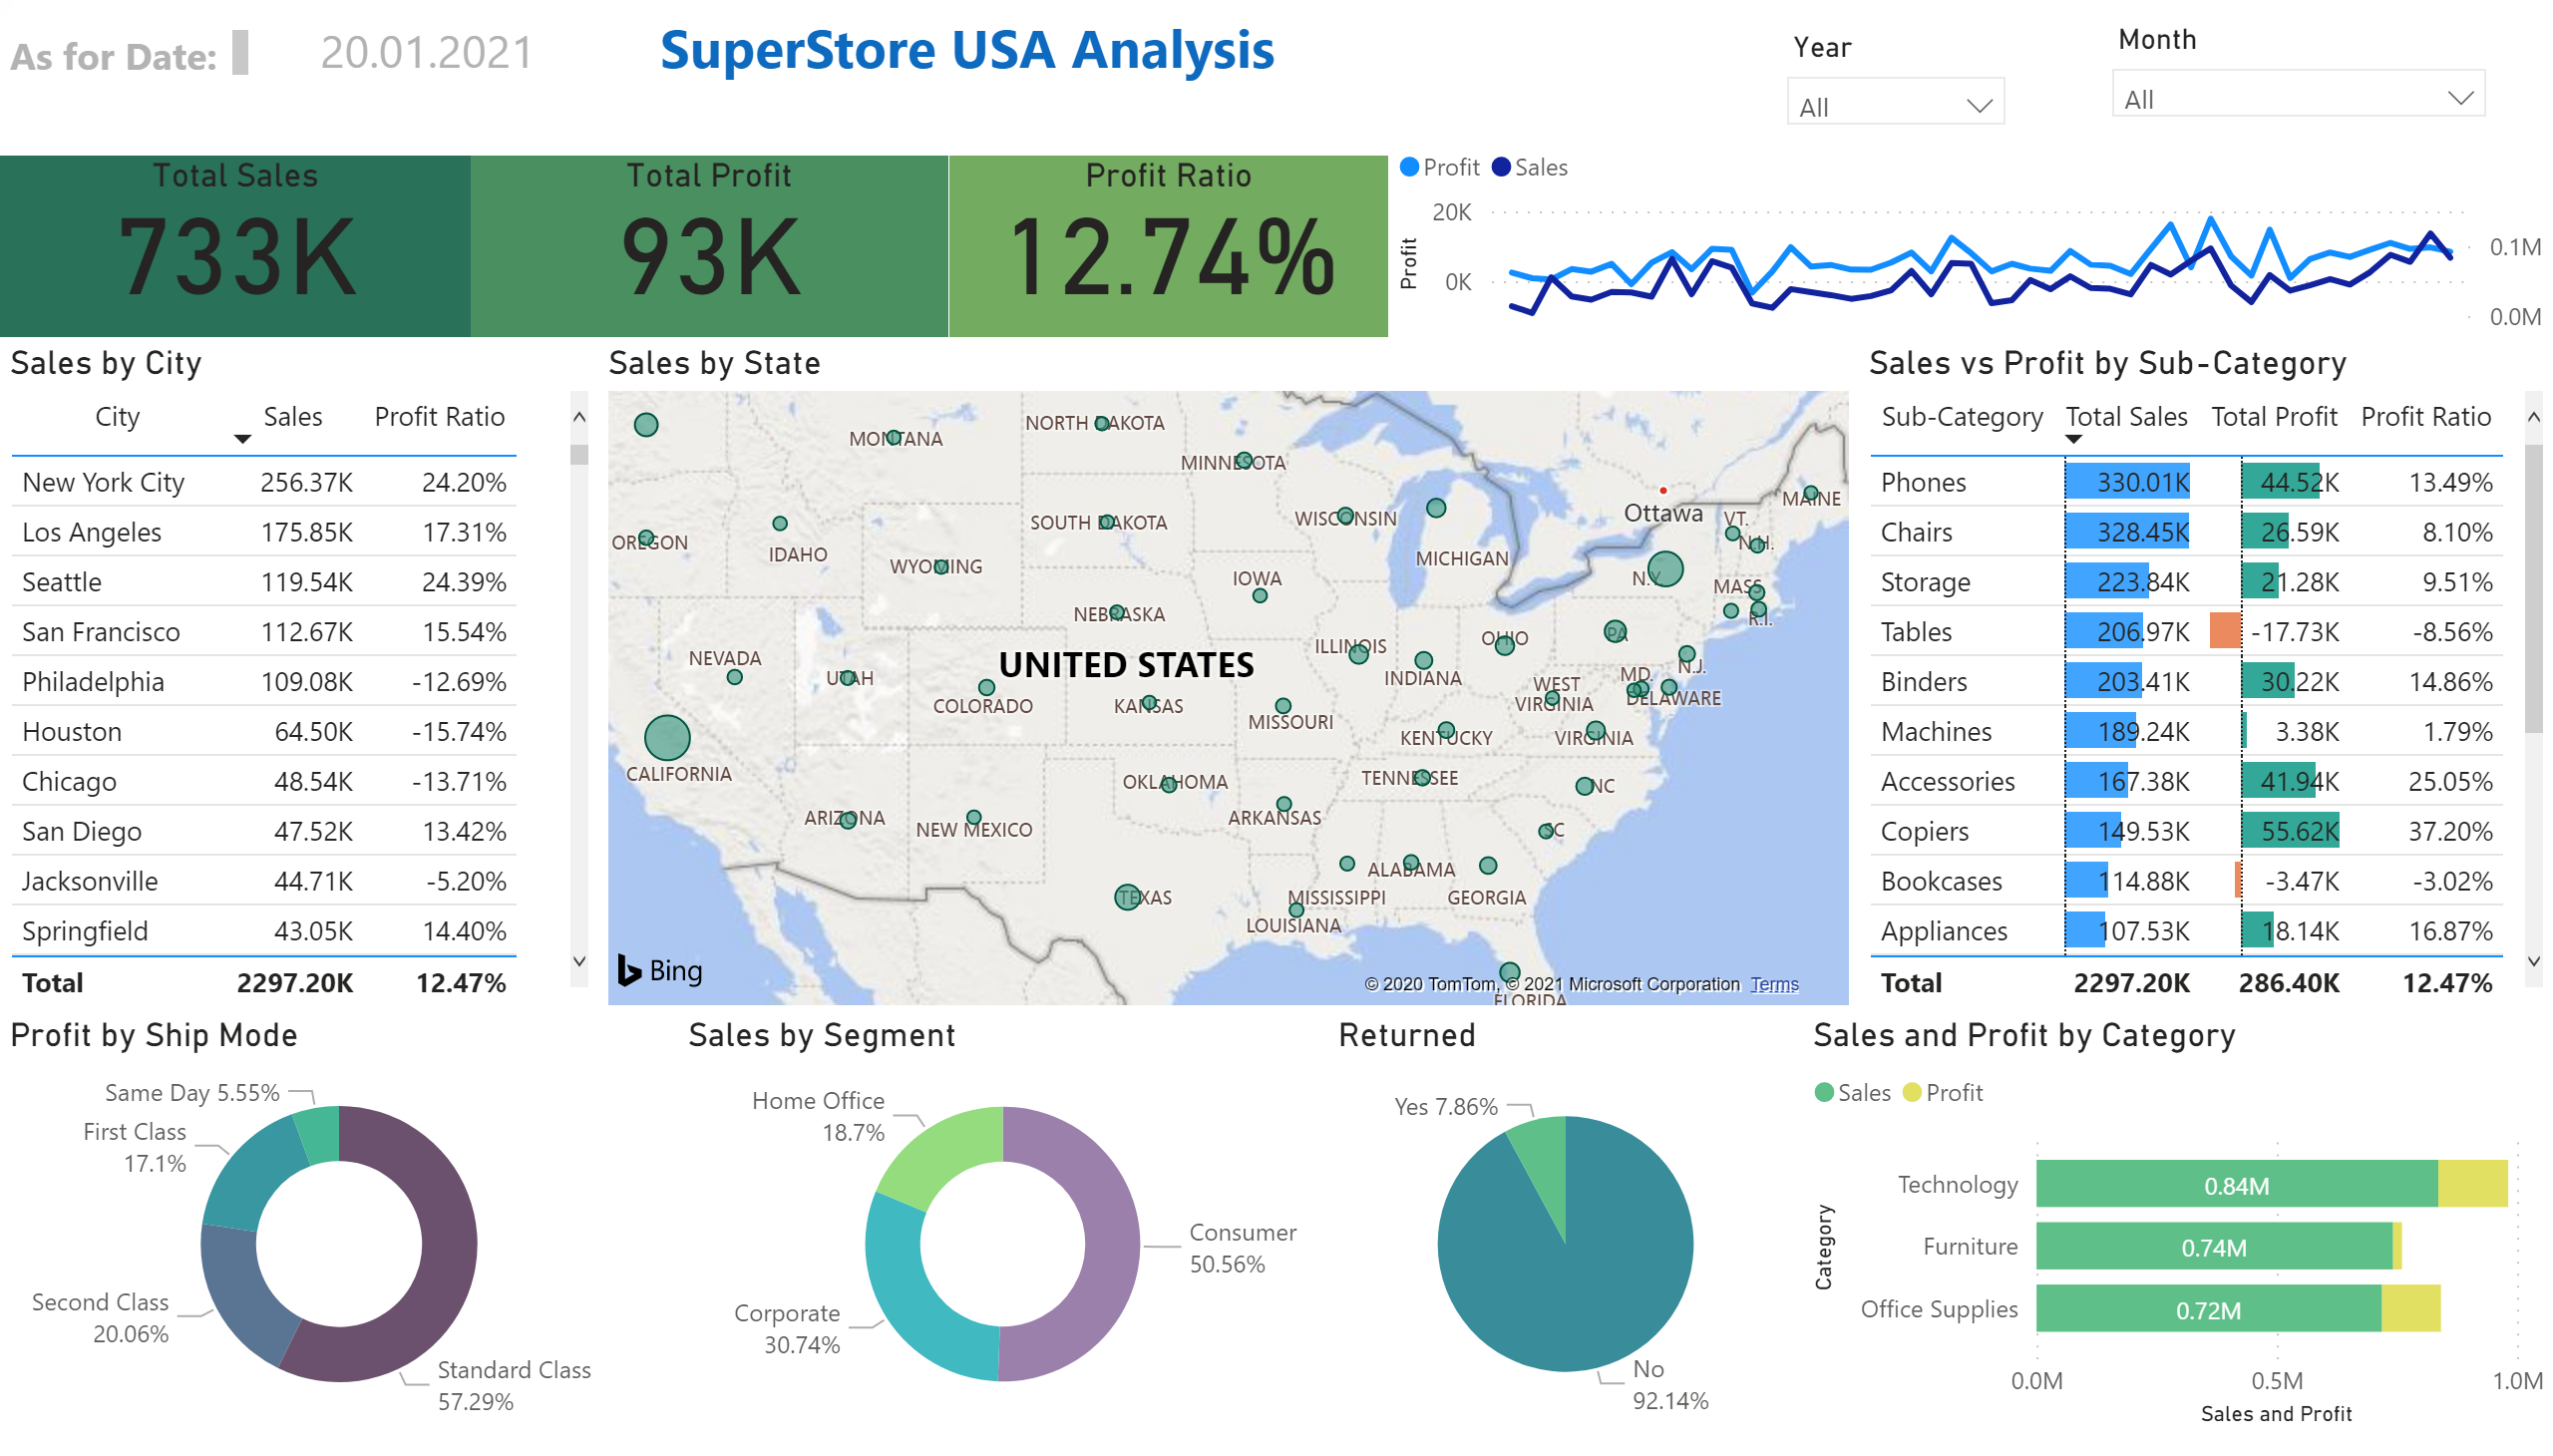 As for Date:
20.01.2021
SuperStore USA Analysis
Year
All
Month
All
Total Sales
733K
Total Profit
93K
Profit Ratio
12.74%
Profit Sales
20K
0K
Profit
0.1M
0.0M
Sales by City
City Sales Profit Ratio
New York City 256.37K 24.20%
Los Angeles 175.85K 17.31%
Seattle 119.54K 24.39%
San Francisco 112.67K 15.54%
Philadelphia 109.08K -12.69%
Houston 64.50K -15.74%
Chicago 48.54K -13.71%
San Diego 47.52K 13.42%
Jacksonville 44.71K -5.20%
Springfield 43.05K 14.40%
Total 2297.20K 12.47%
Sales by State
MONTANA
NORTH DAKOTA
MINNESOTA
OREGON
IDAHO
WYOMING
SOUTH DAKOTA
WISCONSIN
MICHIGAN
Ottawa
VT.
N.H.
MAINE
N.Y.
MASS.
R.I.
IOWA
NEBRASKA
NEVADA
UTAH
UNITED STATES
COLORADO
KANSAS
ILLINOIS
INDIANA
OHIO
PA
N.J.
MD.
DELAWARE
WEST
VIRGINIA
MISSOURI
KENTUCKY
VIRGINIA
CALIFORNIA
OKLAHOMA
TENNESSEE
NC
ARIZONA
NEW MEXICO
ARKANSAS
SC
TEXAS
MISSISSIPPI
ALABAMA
GEORGIA
LOUISIANA
FLORIDA
Bing
© 2020 TomTom, © 2021 Microsoft Corporation Terms
Sales vs Profit by Sub-Category
Sub-Category Total Sales Total Profit Profit Ratio
Phones 330.01K 44.52K 13.49%
Chairs 328.45K 26.59K 8.10%
Storage 223.84K 21.28K 9.51%
Tables 206.97K -17.73K -8.56%
Binders 203.41K 30.22K 14.86%
Machines 189.24K 3.38K 1.79%
Accessories 167.38K 41.94K 25.05%
Copiers 149.53K 55.62K 37.20%
Bookcases 114.88K -3.47K -3.02%
Appliances 107.53K 18.14K 16.87%
Total 2297.20K 286.40K 12.47%
Profit by Ship Mode
Same Day 5.55%
First Class
17.1%
Second Class
20.06%
Standard Class
57.29%
Sales by Segment
Home Office
18.7%
Consumer
50.56%
Corporate
30.74%
Returned
Yes 7.86%
No
92.14%
Sales and Profit by Category
Sales Profit
Category
Technology 0.84M
Furniture 0.74M
Office Supplies 0.72M
0.0M 0.5M 1.0M
Sales and Profit